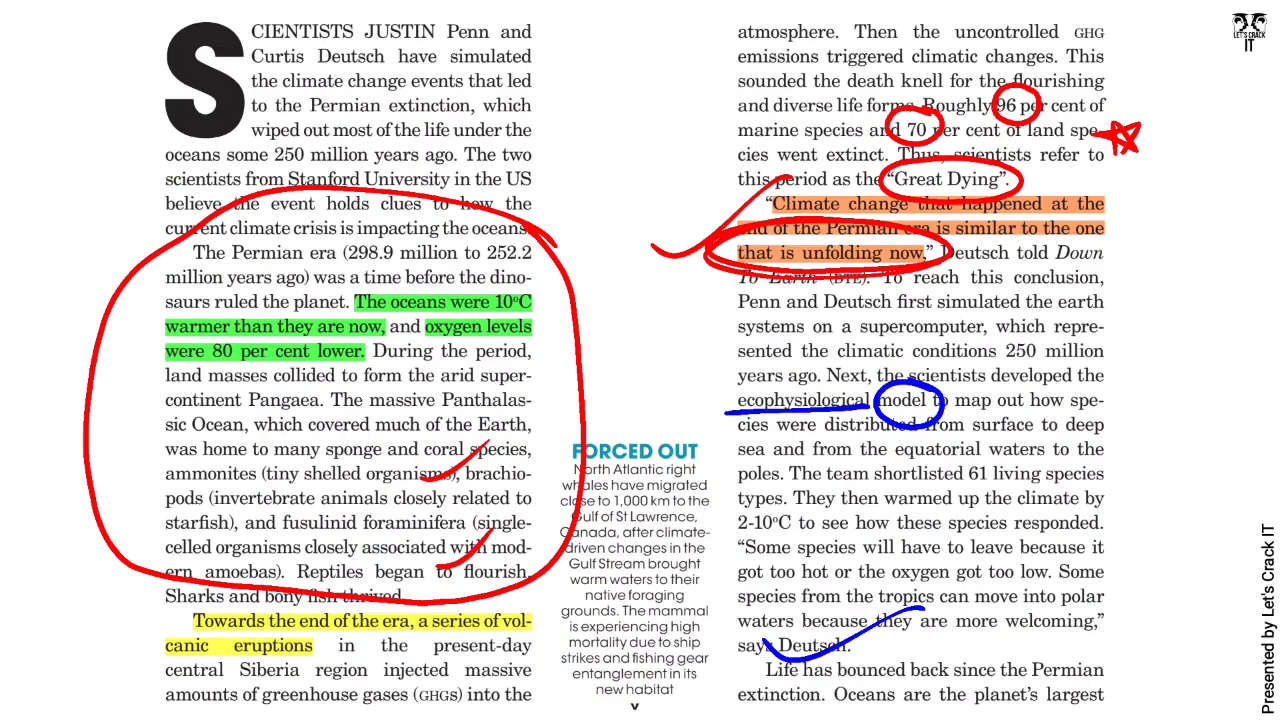 SCIENTISTS JUSTIN Penn and
Curtis Deutsch have simulated
the climate change events that led
to the Permian extinction, which
wiped out most of the life under the
oceans some 250 million years ago. The two
scientists from Stanford University in the US
believe the event holds clues to how the
current climate crisis is impacting the oceans.
The Permian era (298.9 million to 252.2
million years ago) was a time before the dino-
saurs ruled the planet. The oceans were 10°C
warmer than they are now, and oxygen levels
were 80 per cent lower. During the period,
land masses collided to form the arid super-
continent Pangaea. The massive Panthalas-
sic Ocean, which covered much of the Earth,
was home to many sponge and coral species,
ammonites (tiny shelled organisms), brachio-
pods (invertebrate animals closely related to
starfish), and fusulinid foraminifera (single-
celled organisms closely associated with mod-
ern amoebas). Reptiles began to flourish.
Sharks and bony fish thrived.
Towards the end of the era, a series of vol-
canic eruptions in the present-day
central Siberia region injected massive
amounts of greenhouse gases (GHGs) into the
FORCED OUT
North Atlantic right
whales have migrated
close to 1,000 km to the
Gulf of St Lawrence,
Canada, after climate-
driven changes in the
Gulf Stream brought
warm waters to their
native foraging
grounds. The mammal
is experiencing high
mortality due to ship
strikes and fishing gear
entanglement in its
new habitat
atmosphere. Then the uncontrolled GHG
emissions triggered climatic changes. This
sounded the death knell for the flourishing
and diverse life forms. Roughly 96 per cent of
marine species and 70 per cent of land spe-
cies went extinct. Thus, scientists refer to
this period as the “Great Dying”.
“Climate change that happened at the
end of the Permian era is similar to the one
that is unfolding now,” Deutsch told Down
To Earth (DTE). To reach this conclusion,
Penn and Deutsch first simulated the earth
systems on a supercomputer, which repre-
sented the climatic conditions 250 million
years ago. Next, the scientists developed the
ecophysiological model to map out how spe-
cies were distributed from surface to deep
sea and from the equatorial waters to the
poles. The team shortlisted 61 living species
types. They then warmed up the climate by
2-10°C to see how these species responded.
“Some species will have to leave because it
got too hot or the oxygen got too low. Some
species from the tropics can move into polar
waters because they are more welcoming,”
says Deutsch.
Life has bounced back since the Permian
extinction. Oceans are the planet’s largest
LET'S CRACK
IT
Presented by Let's Crack IT